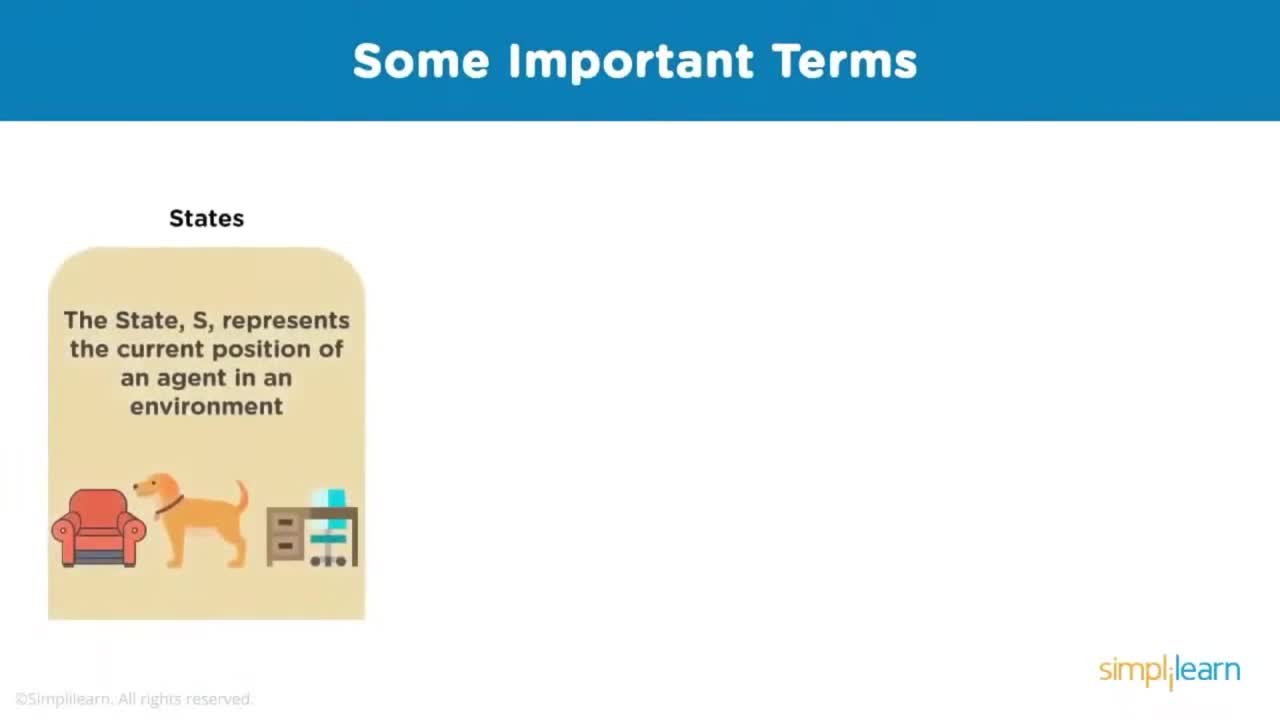 Some Important Terms
States
The State, S, represents
the current position of
an agent in an
environment
simplilearn
©Simplilearn. All rights reserved.